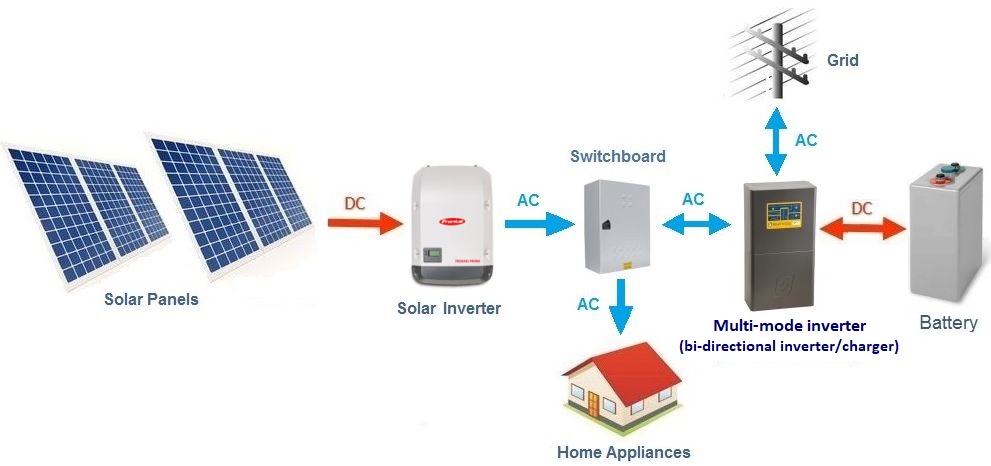 Grid
AC
Switchboard
DC
AC
AC
DC
Fronius
Solar Panels
Solar Inverter
AC
Multi-mode inverter
(bi-directional inverter/charger)
Battery
Home Appliances